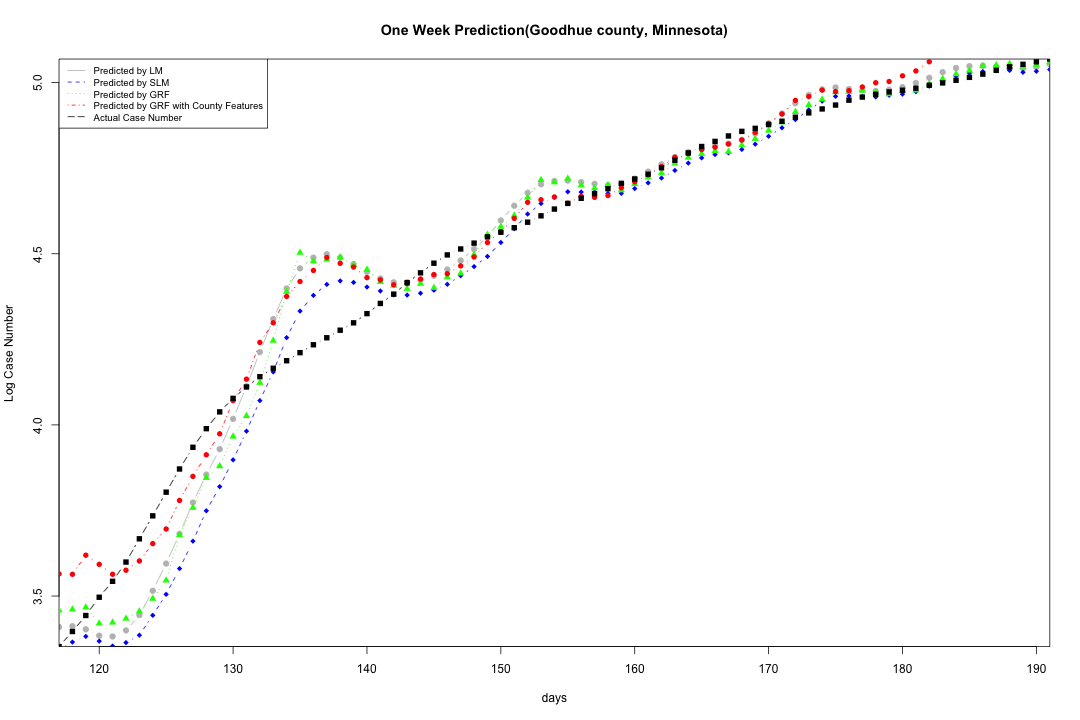 One Week Prediction(Goodhue county, Minnesota)
Predicted by LM
Predicted by SLM
Predicted by GRF
Predicted by GRF with County Features
Actual Case Number
Log Case Number
5.0
4.5
4.0
3.5
120 130 140 150 160 170 180 190
days